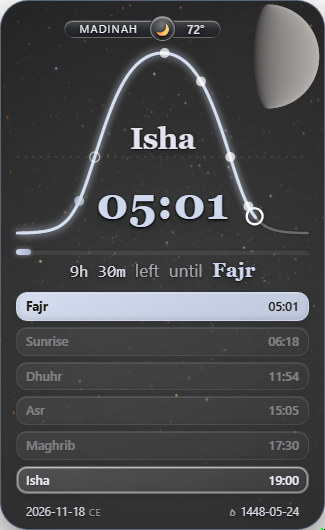 MADINAH 72°
Isha
05:01
9h 30m left until Fajr
Fajr 05:01
Sunrise 06:18
Dhuhr 11:54
Asr 15:05
Maghrib 17:30
Isha 19:00
2026-11-18 CE 1448-05-24